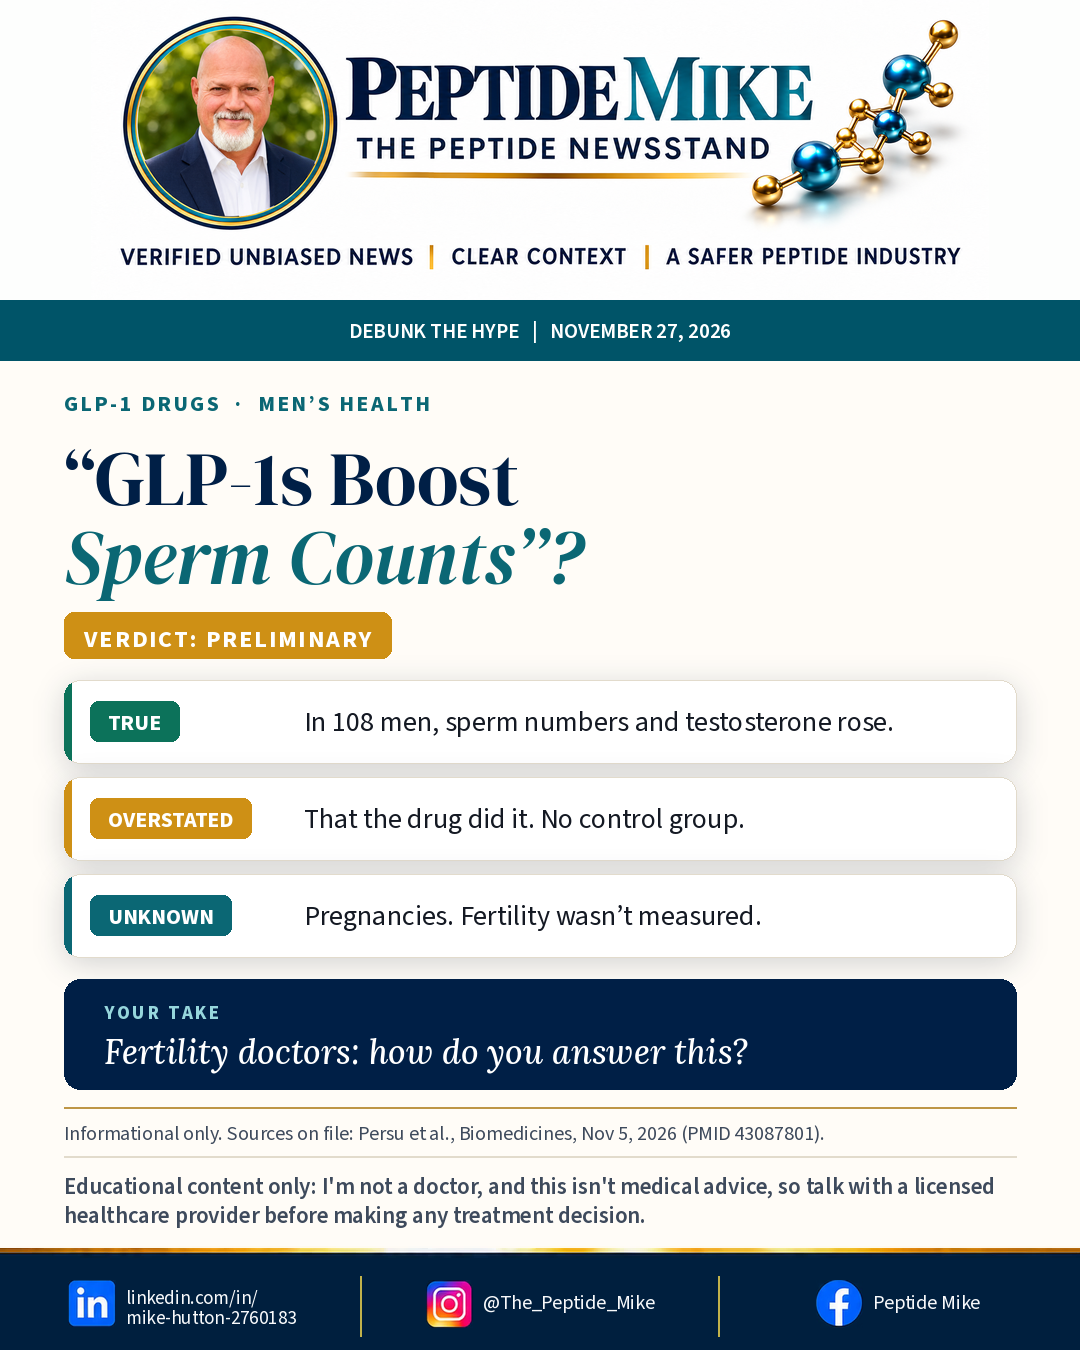 PEPTIDEMIKE
THE PEPTIDE NEWSSTAND
VERIFIED UNBIASED NEWS | CLEAR CONTEXT | A SAFER PEPTIDE INDUSTRY
DEBUNK THE HYPE | NOVEMBER 27, 2026
GLP-1 DRUGS · MEN’S HEALTH
“GLP-1s Boost
Sperm Counts”?
VERDICT: PRELIMINARY
TRUE In 108 men, sperm numbers and testosterone rose.
OVERSTATED That the drug did it. No control group.
UNKNOWN Pregnancies. Fertility wasn’t measured.
YOUR TAKE
Fertility doctors: how do you answer this?
Informational only. Sources on file: Persu et al., Biomedicines, Nov 5, 2026 (PMID 43087801).
Educational content only: I'm not a doctor, and this isn't medical advice, so talk with a licensed
healthcare provider before making any treatment decision.
in linkedin.com/in/
mike-hutton-2760183
@The_Peptide_Mike
f Peptide Mike